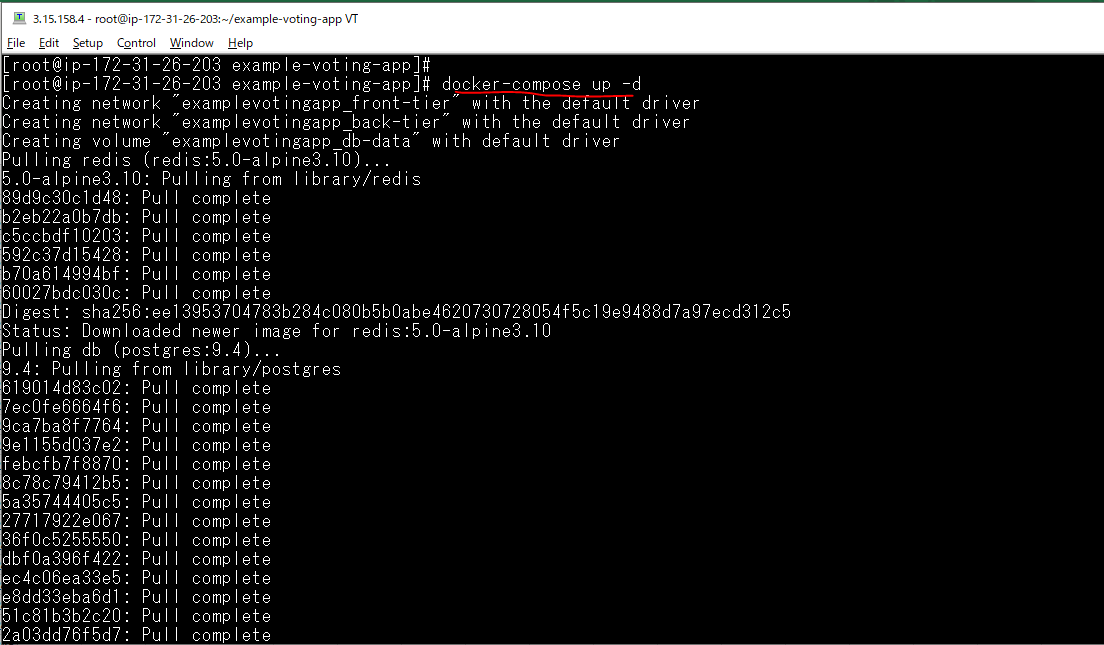 3.15.158.4 - root@ip-172-31-26-203:~/example-voting-app VT
File Edit Setup Control Window Help
[root@ip-172-31-26-203 example-voting-app]#
[root@ip-172-31-26-203 example-voting-app]# docker-compose up -d
Creating network "examplevotingapp_front-tier" with the default driver
Creating network "examplevotingapp_back-tier" with the default driver
Creating volume "examplevotingapp_db-data" with default driver
Pulling redis (redis:5.0-alpine3.10)...
5.0-alpine3.10: Pulling from library/redis
89d9c30c1d48: Pull complete
b2eb22a0b7db: Pull complete
c5ccbdf10203: Pull complete
592c37d15428: Pull complete
b70a614994bf: Pull complete
60027bdc030c: Pull complete
Digest: sha256:ee13953704783b284c080b5b0abe4620730728054f5c19e9488d7a97ecd312c5
Status: Downloaded newer image for redis:5.0-alpine3.10
Pulling db (postgres:9.4)...
9.4: Pulling from library/postgres
619014d83c02: Pull complete
7ec0fe6664f6: Pull complete
9ca7ba8f7764: Pull complete
9e1155d037e2: Pull complete
febcfb7f8870: Pull complete
8c78c79412b5: Pull complete
5a35744405c5: Pull complete
27717922e067: Pull complete
36f0c5255550: Pull complete
dbf0a396f422: Pull complete
ec4c06ea33e5: Pull complete
e8dd33eba6d1: Pull complete
51c81b3b2c20: Pull complete
2a03dd76f5d7: Pull complete